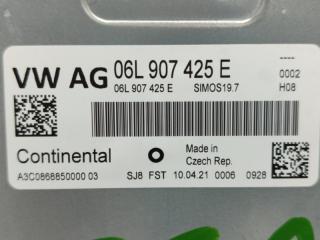 ----
VW AG 06L 907 425 E 0002
06L 907 425 E SIMOS19.7 H08
Continental Made in Czech Rep.
A3C0868850000 03 SJ8 FST 10.04.21 0006 0928